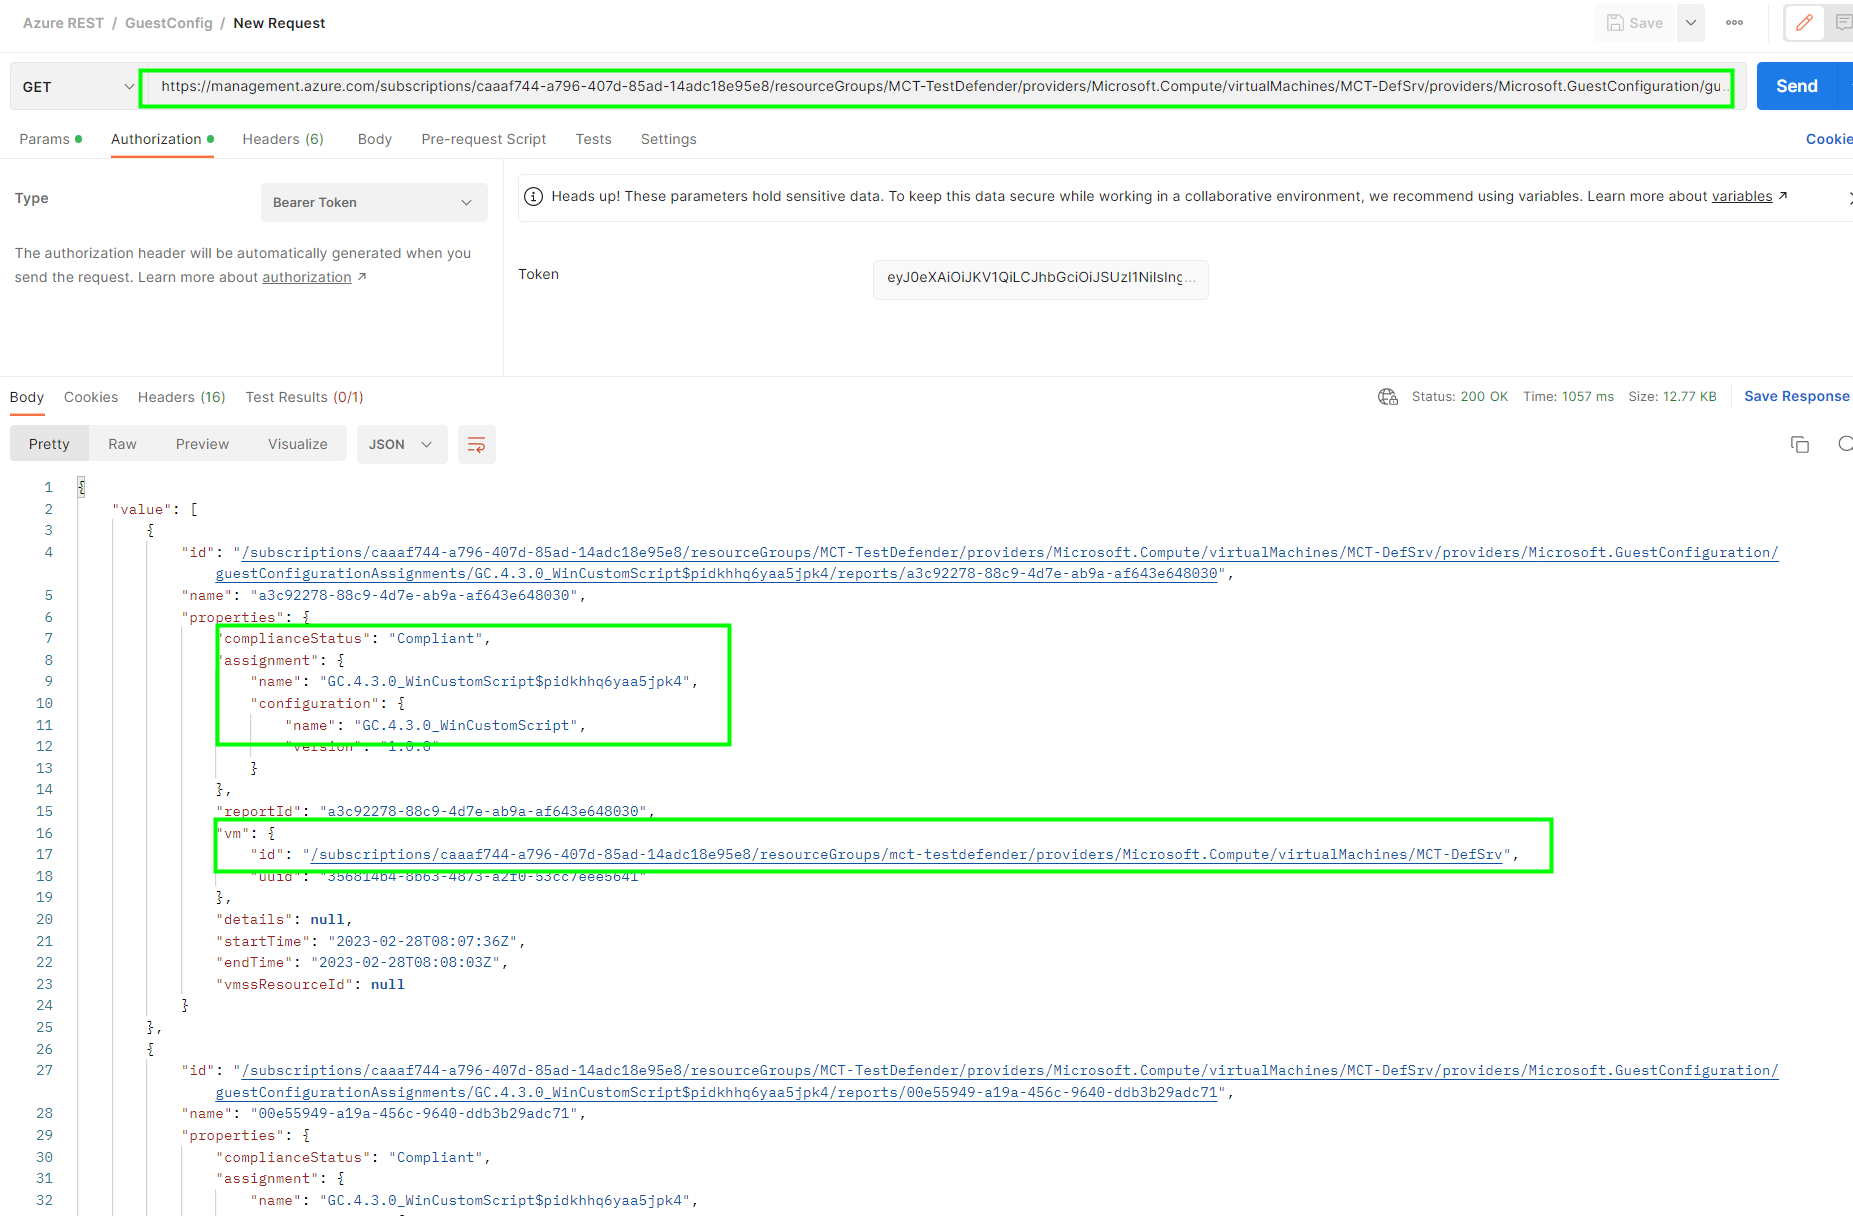 Azure REST / GuestConfig / New Request
Save
GET
https://management.azure.com/subscriptions/caaaf744-a796-407d-85ad-14adc18e95e8/resourceGroups/MCT-TestDefender/providers/Microsoft.Compute/virtualMachines/MCT-DefSrv/providers/Microsoft.GuestConfiguration/gu...
Send
Params Authorization Headers (6) Body Pre-request Script Tests Settings
Cookie
Type
Bearer Token
Heads up! These parameters hold sensitive data. To keep this data secure while working in a collaborative environment, we recommend using variables. Learn more about variables ↗
The authorization header will be automatically generated when you
send the request. Learn more about authorization ↗
Token
eyJ0eXAiOiJKV1QiLCJhbGciOiJSUzI1NiIsIng...
Body Cookies Headers (16) Test Results (0/1)
Status: 200 OK Time: 1057 ms Size: 12.77 KB Save Response
Pretty Raw Preview Visualize JSON
1 {
2 "value": [
3 {
4 "id": "/subscriptions/caaaf744-a796-407d-85ad-14adc18e95e8/resourceGroups/MCT-TestDefender/providers/Microsoft.Compute/virtualMachines/MCT-DefSrv/providers/Microsoft.GuestConfiguration/
guestConfigurationAssignments/GC.4.3.0_WinCustomScript$pidkhhq6yaa5jpk4/reports/a3c92278-88c9-4d7e-ab9a-af643e648030",
5 "name": "a3c92278-88c9-4d7e-ab9a-af643e648030",
6 "properties": {
7 "complianceStatus": "Compliant",
8 "assignment": {
9 "name": "GC.4.3.0_WinCustomScript$pidkhhq6yaa5jpk4",
10 "configuration": {
11 "name": "GC.4.3.0_WinCustomScript",
12 "version": "1.0.0"
13 }
14 },
15 "reportId": "a3c92278-88c9-4d7e-ab9a-af643e648030",
16 "vm": {
17 "id": "/subscriptions/caaaf744-a796-407d-85ad-14adc18e95e8/resourceGroups/mct-testdefender/providers/Microsoft.Compute/virtualMachines/MCT-DefSrv",
18 "uuid": "356814b4-8b63-4873-a2f0-53cc7eee5641"
19 },
20 "details": null,
21 "startTime": "2023-02-28T08:07:36Z",
22 "endTime": "2023-02-28T08:08:03Z",
23 "vmssResourceId": null
24 }
25 },
26 {
27 "id": "/subscriptions/caaaf744-a796-407d-85ad-14adc18e95e8/resourceGroups/MCT-TestDefender/providers/Microsoft.Compute/virtualMachines/MCT-DefSrv/providers/Microsoft.GuestConfiguration/
guestConfigurationAssignments/GC.4.3.0_WinCustomScript$pidkhhq6yaa5jpk4/reports/00e55949-a19a-456c-9640-ddb3b29adc71",
28 "name": "00e55949-a19a-456c-9640-ddb3b29adc71",
29 "properties": {
30 "complianceStatus": "Compliant",
31 "assignment": {
32 "name": "GC.4.3.0_WinCustomScript$pidkhhq6yaa5jpk4",